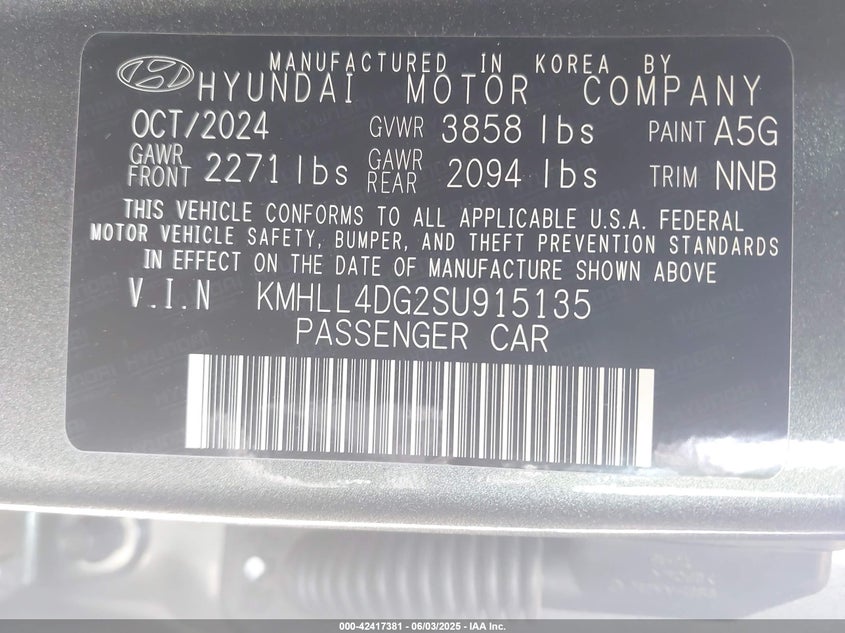 MANUFACTURED IN KOREA BY
HYUNDAI MOTOR COMPANY
OCT/2024 GVWR 3858 lbs PAINT A5G
GAWR FRONT 2271 lbs GAWR REAR 2094 lbs TRIM NNB
THIS VEHICLE CONFORMS TO ALL APPLICABLE U.S.A. FEDERAL
MOTOR VEHICLE SAFETY, BUMPER, AND THEFT PREVENTION STANDARDS
IN EFFECT ON THE DATE OF MANUFACTURE SHOWN ABOVE
V.I.N KMHLL4DG2SU915135
PASSENGER CAR
000-42417381 - 06/03/2025 - IAA Inc.